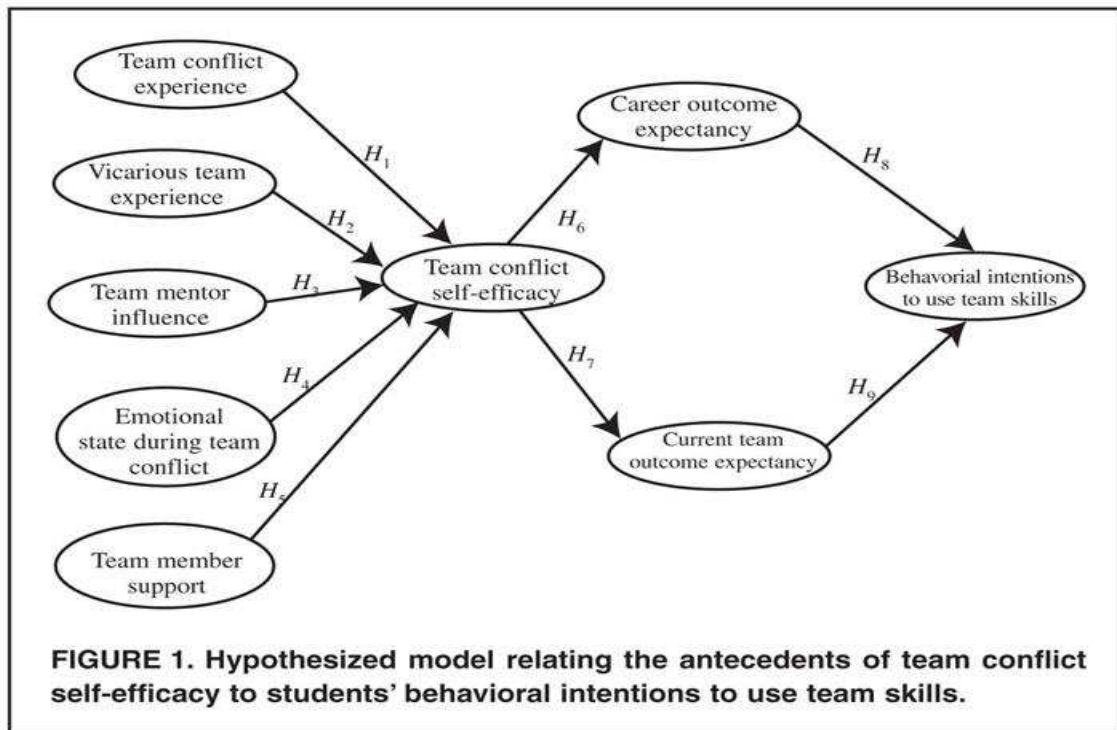 Team conflict
experience
Vicarious team
experience
Team mentor
influence
Emotional
state during team
conflict
Team member
support
H1
H2
H3
H4
H5
Team conflict
self-efficacy
H6
H7
Career outcome
expectancy
Current team
outcome expectancy
H8
H9
Behavorial intentions
to use team skills
FIGURE 1. Hypothesized model relating the antecedents of team conflict
self-efficacy to students' behavioral intentions to use team skills.